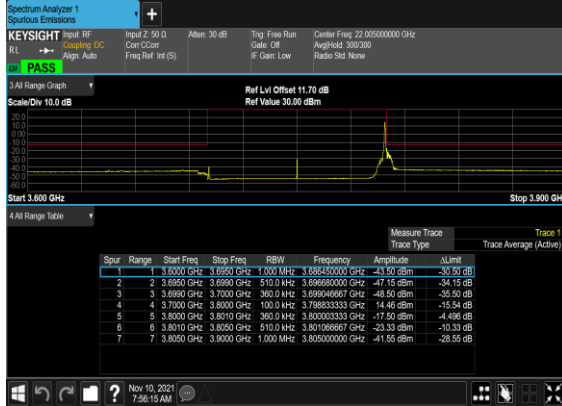 Spectrum Analyzer 1
Spurious Emissions
KEYSIGHT Input: RF
R L Coupling: DC
Align: Auto
LXI PASS
Input Z: 50 Ω
Corr CCorr
Freq Ref: Int (S)
Atten: 30 dB
Trig: Free Run
Gate: Off
IF Gain: Low
Center Freq: 22.005000000 GHz
Avg|Hold: 300/300
Radio Std: None
3 All Range Graph
Scale/Div 10.0 dB
Ref Lvl Offset 11.70 dB
Ref Value 30.00 dBm
20.0
10.0
0.00
-10.0
-20.0
-30.0
-40.0
-50.0
-60.0
Start 3.600 GHz Stop 3.900 GH
4 All Range Table
Measure Trace Trace 1
Trace Type Trace Average (Active)
Spur Range Start Freq Stop Freq RBW Frequency Amplitude ΔLimit
1 1 3.6000 GHz 3.6950 GHz 1.000 MHz 3.686450000 GHz -43.50 dBm -30.50 dB
2 2 3.6950 GHz 3.6990 GHz 510.0 kHz 3.696680000 GHz -47.15 dBm -34.15 dB
3 3 3.6990 GHz 3.7000 GHz 360.0 kHz 3.699046667 GHz -48.50 dBm -35.50 dB
4 4 3.7000 GHz 3.8000 GHz 100.0 kHz 3.798833333 GHz 14.46 dBm -15.54 dB
5 5 3.8000 GHz 3.8010 GHz 360.0 kHz 3.800003333 GHz -17.50 dBm -4.496 dB
6 6 3.8010 GHz 3.8050 GHz 510.0 kHz 3.801066667 GHz -23.33 dBm -10.33 dB
7 7 3.8050 GHz 3.9000 GHz 1.000 MHz 3.805000000 GHz -41.55 dBm -28.55 dB
Nov 10, 2021
7:56:15 AM